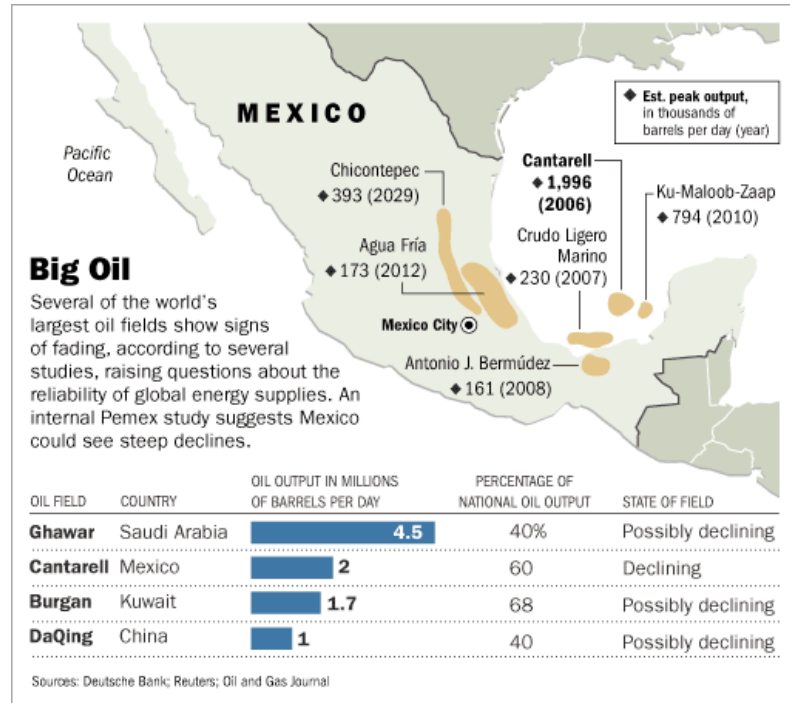 MEXICO
Pacific
Ocean
◆ Est. peak output,
in thousands of
barrels per day (year)
Chicontepec
◆ 393 (2029)
Cantarell
◆ 1,996
(2006)
Ku-Maloob-Zaap
◆ 794 (2010)
Agua Fría
◆ 173 (2012)
Crudo Ligero
Marino
◆ 230 (2007)
Mexico City
Antonio J. Bermúdez
◆ 161 (2008)
Big Oil
Several of the world's
largest oil fields show signs
of fading, according to several
studies, raising questions about the
reliability of global energy supplies. An
internal Pemex study suggests Mexico
could see steep declines.
OIL OUTPUT IN MILLIONS PERCENTAGE OF
OIL FIELD COUNTRY OF BARRELS PER DAY NATIONAL OIL OUTPUT STATE OF FIELD
Ghawar Saudi Arabia 4.5 40% Possibly declining
Cantarell Mexico 2 60 Declining
Burgan Kuwait 1.7 68 Possibly declining
DaQing China 1 40 Possibly declining
Sources: Deutsche Bank; Reuters; Oil and Gas Journal